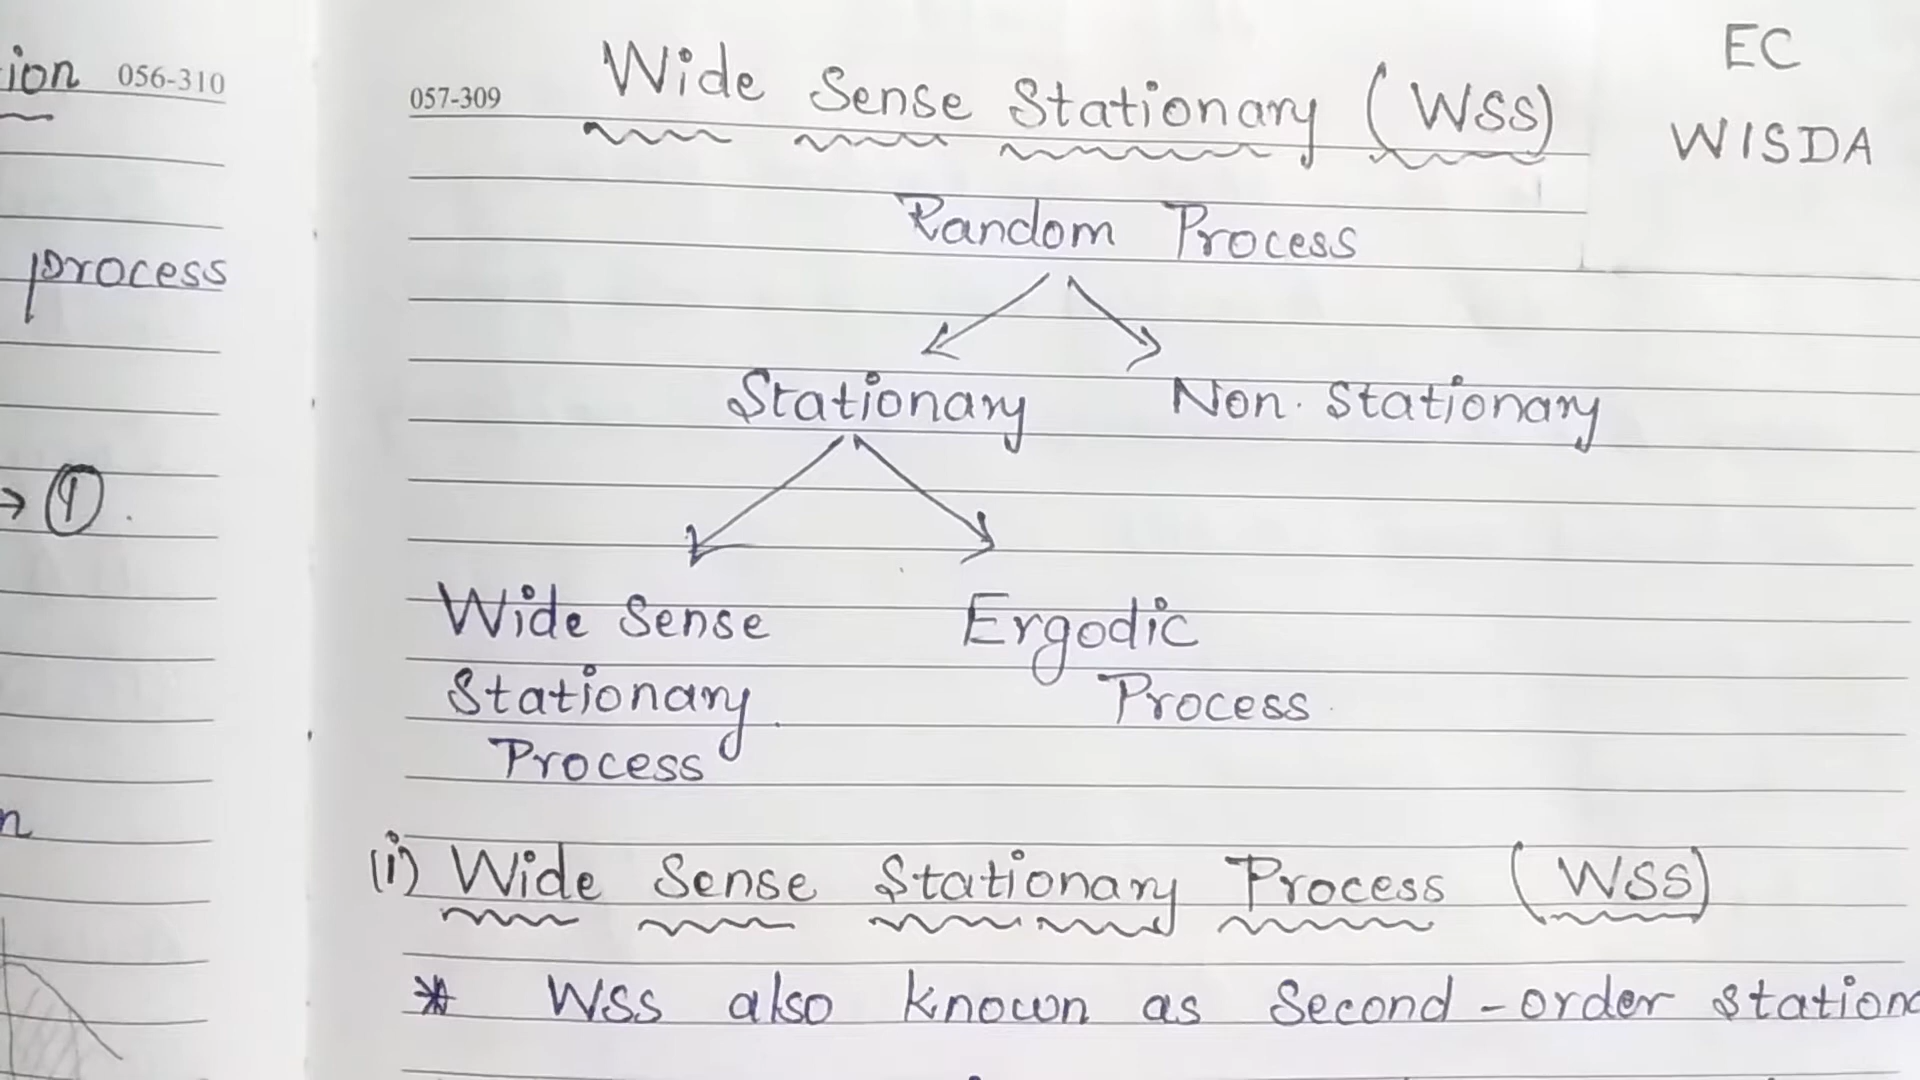 ion 056-310
process
→ ①.
n
057-309 Wide Sense Stationary (WSS)
EC
WISDA
Random Process
Stationary Non. Stationary
Wide Sense Ergodic
Stationary Process
Process
(i) Wide Sense Stationary Process (WSS)
* WSS also known as Second-order station